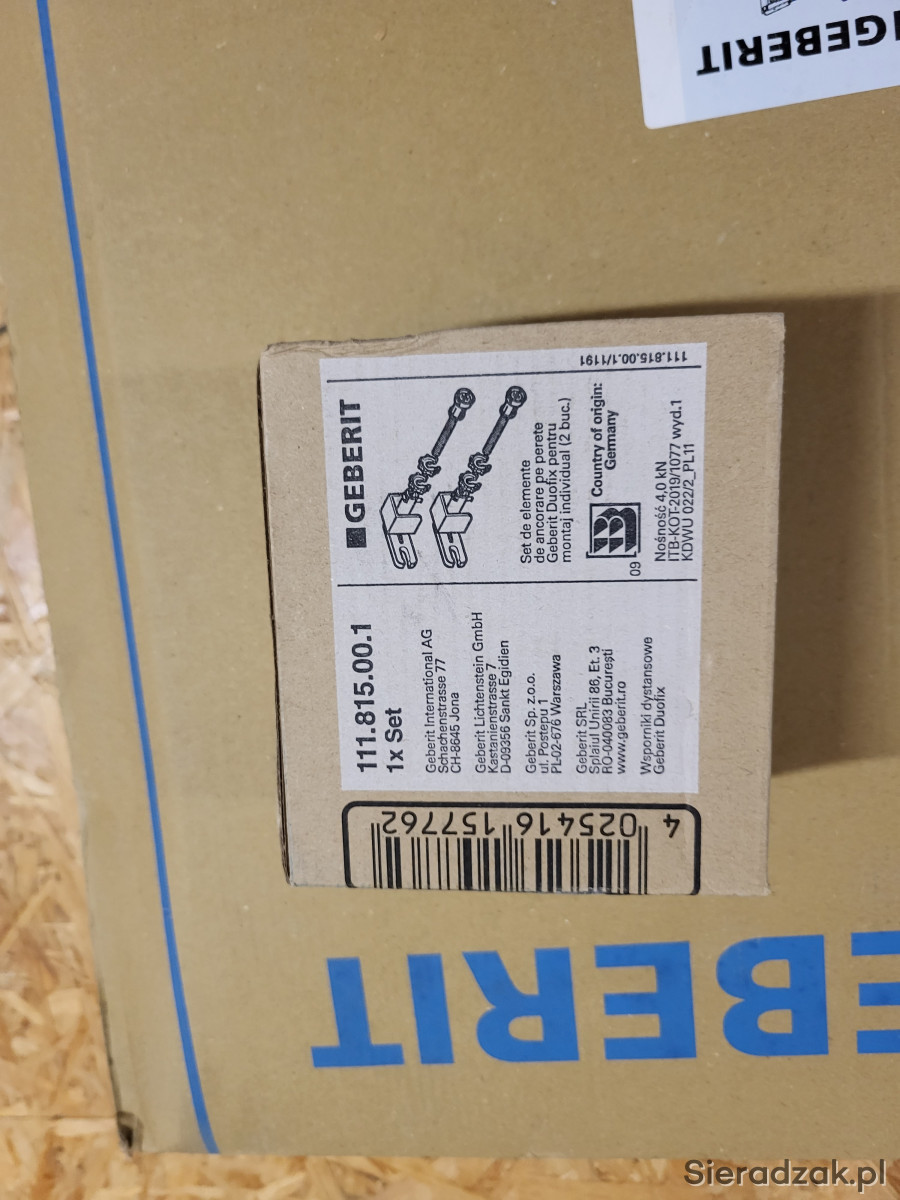 GEBERIT
111.815.00.1
1x Set
Geberit International AG
Schachenstrasse 77
CH-8645 Jona
Geberit Lichtenstein GmbH
Kastanienstrasse 7
D-09356 Sankt Egidien
Geberit Sp. z.o.o.
ul. Postępu 1
PL-02-676 Warszawa
Geberit SRL
Splaiul Unirii 86, Et. 3
RO-040083 București
www.geberit.ro
Wsporniki dystansowe
Geberit Duofix
GEBERIT
Set de elemente
de ancorare pe perete
Geberit Duofix pentru
montaj individual (2 buc.)
09
Country of origin:
Germany
Nośność 4,0 kN
ITB-KOT-2019/1077 wyd.1
KDWU 022/2_PL11
111.815.00.1/1191
4 025416 157762
EBERIT
Sieradzak.pl